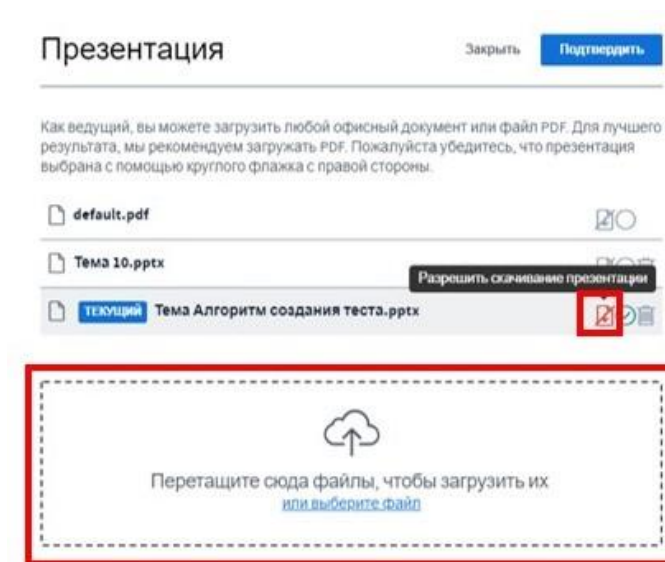 Презентация
Закрыть
Подтвердить
Как ведущий, вы можете загрузить любой офисный документ или файл PDF. Для лучшего
результата, мы рекомендуем загружать PDF. Пожалуйста убедитесь, что презентация
выбрана с помощью круглого флажка с правой стороны.
default.pdf
Тема 10.pptx
Разрешить скачивание презентации
ТЕКУЩИЙ Тема Алгоритм создания теста.pptx
Перетащите сюда файлы, чтобы загрузить их
или выберите файл